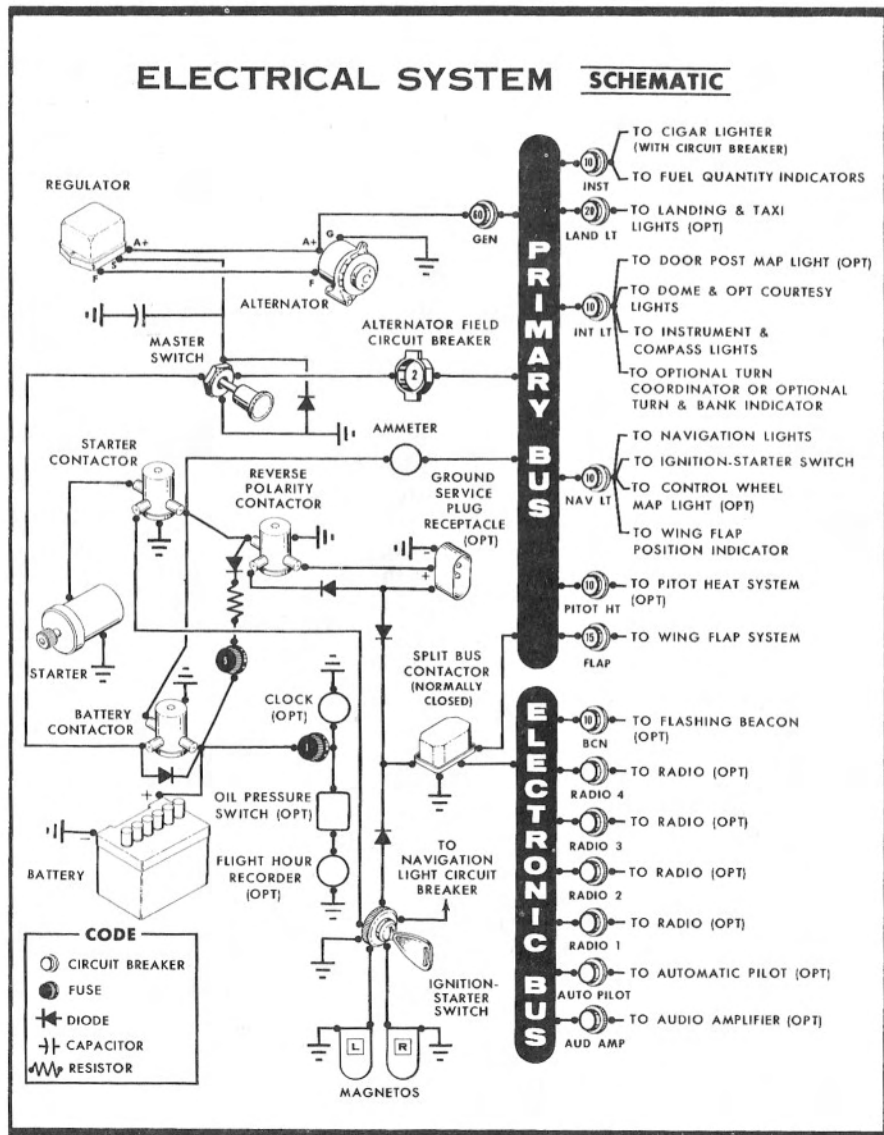 ELECTRICAL SYSTEM SCHEMATIC
REGULATOR
A+
S
F
A+
G
F
ALTERNATOR
60
GEN
MASTER
SWITCH
ALTERNATOR FIELD
CIRCUIT BREAKER
2
STARTER
CONTACTOR
AMMETER
REVERSE
POLARITY
CONTACTOR
GROUND
SERVICE
PLUG
RECEPTACLE
(OPT)
-
+
STARTER
BATTERY
CONTACTOR
CLOCK
(OPT)
SPLIT BUS
CONTACTOR
(NORMALLY
CLOSED)
+
-
BATTERY
OIL PRESSURE
SWITCH (OPT)
FLIGHT HOUR
RECORDER
(OPT)
TO
NAVIGATION
LIGHT CIRCUIT
BREAKER
IGNITION-
STARTER
SWITCH
L
R
MAGNETOS
CODE
CIRCUIT BREAKER
FUSE
DIODE
CAPACITOR
RESISTOR
PRIMARY BUS
10
INST
TO CIGAR LIGHTER
(WITH CIRCUIT BREAKER)
TO FUEL QUANTITY INDICATORS
20
LAND LT
TO LANDING & TAXI
LIGHTS (OPT)
10
INT LT
TO DOOR POST MAP LIGHT (OPT)
TO DOME & OPT COURTESY
LIGHTS
TO INSTRUMENT &
COMPASS LIGHTS
TO OPTIONAL TURN
COORDINATOR OR OPTIONAL
TURN & BANK INDICATOR
10
NAV LT
TO NAVIGATION LIGHTS
TO IGNITION-STARTER SWITCH
TO CONTROL WHEEL
MAP LIGHT (OPT)
TO WING FLAP
POSITION INDICATOR
10
PITOT HT
TO PITOT HEAT SYSTEM
(OPT)
15
FLAP
TO WING FLAP SYSTEM
ELECTRONIC BUS
10
BCN
TO FLASHING BEACON
(OPT)
RADIO 4
TO RADIO (OPT)
RADIO 3
TO RADIO (OPT)
RADIO 2
TO RADIO (OPT)
RADIO 1
TO RADIO (OPT)
AUTO PILOT
TO AUTOMATIC PILOT (OPT)
AUD AMP
TO AUDIO AMPLIFIER (OPT)